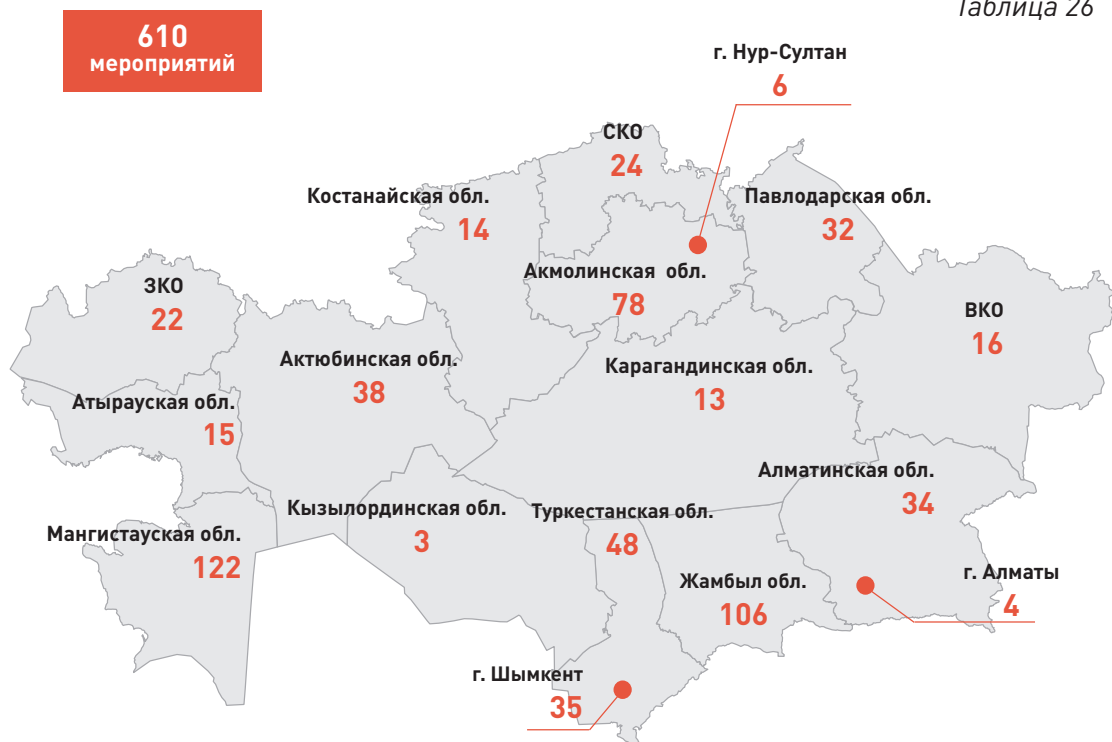 Таблица 26
610
мероприятий
г. Нур-Султан
6
СКО
24
Костанайская обл.
14
Павлодарская обл.
32
Акмолинская обл.
78
ЗКО
22
ВКО
16
Актюбинская обл.
38
Карагандинская обл.
13
Атырауская обл.
15
Алматинская обл.
34
Кызылординская обл.
3
Туркестанская обл.
48
Мангистауская обл.
122
Жамбыл обл.
106
г. Алматы
4
г. Шымкент
35